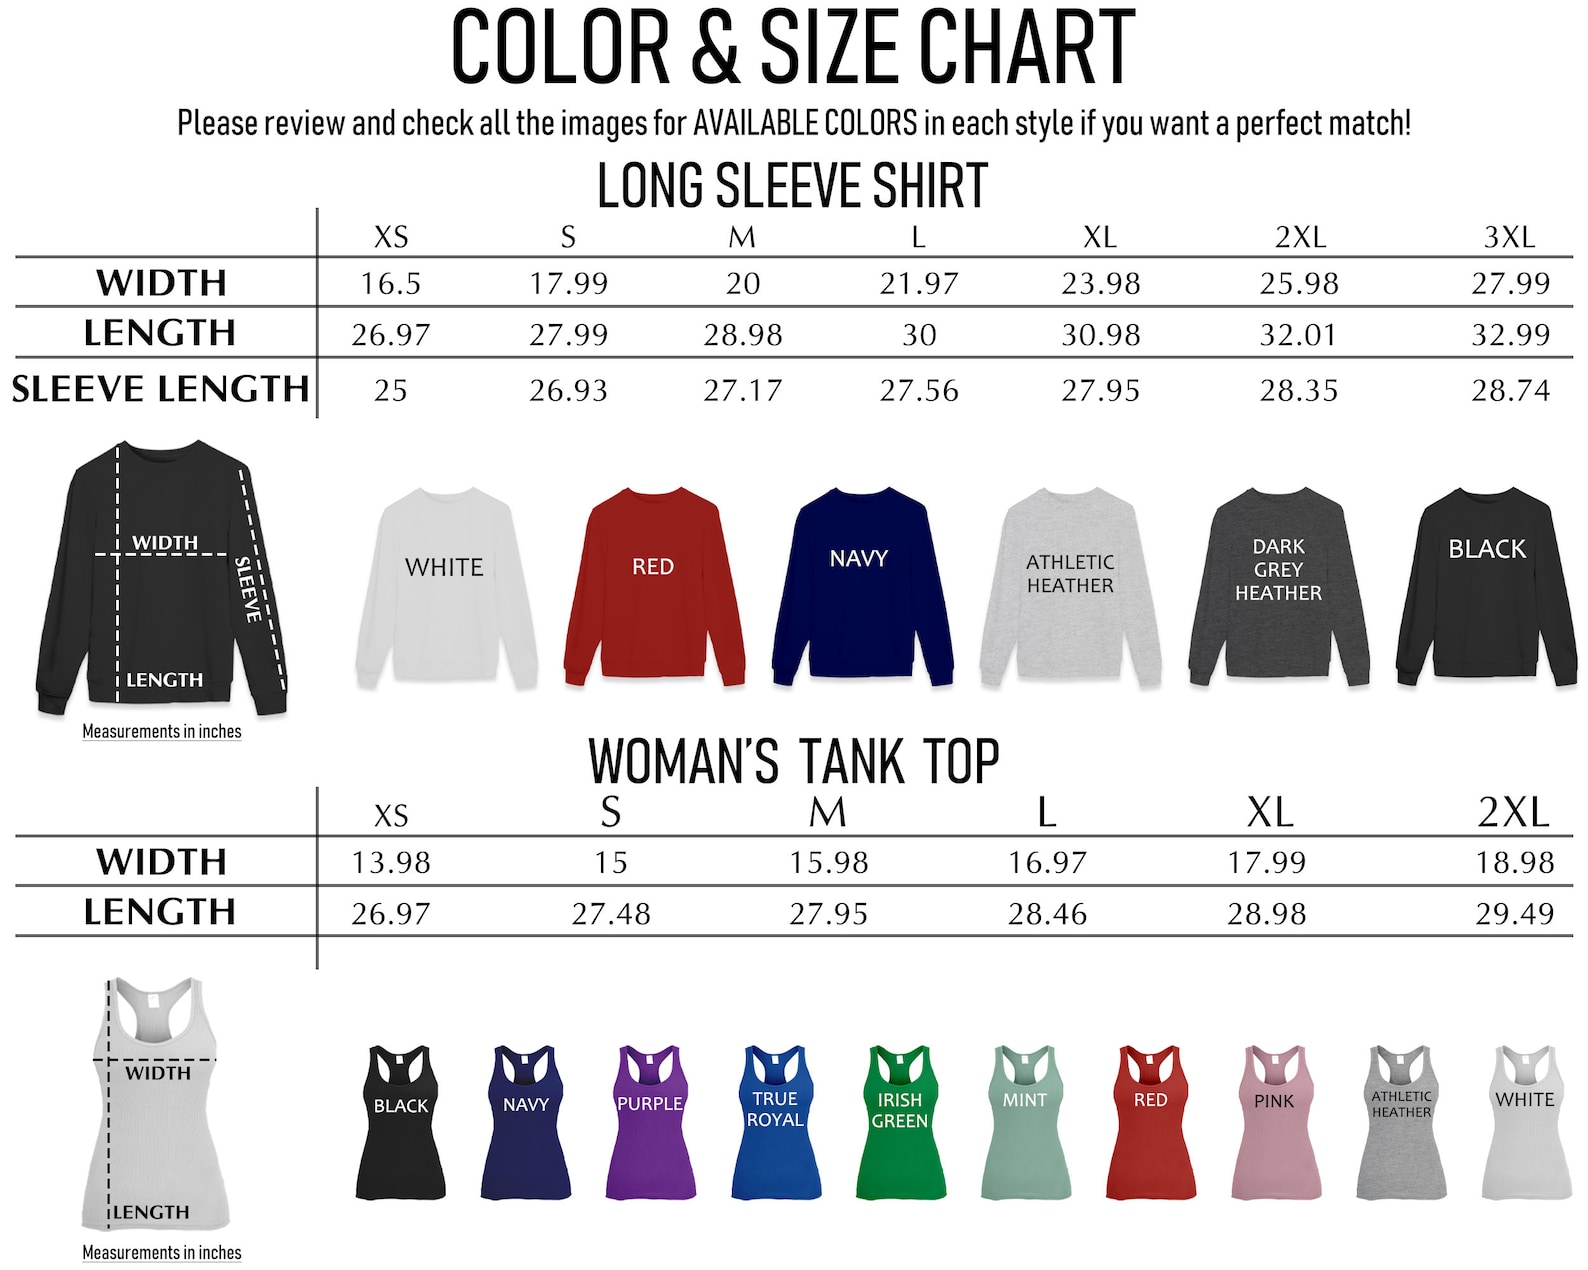 COLOR & SIZE CHART
Please review and check all the images for AVAILABLE COLORS in each style if you want a perfect match!
LONG SLEEVE SHIRT
XS S M L XL 2XL 3XL
WIDTH 16.5 17.99 20 21.97 23.98 25.98 27.99
LENGTH 26.97 27.99 28.98 30 30.98 32.01 32.99
SLEEVE LENGTH 25 26.93 27.17 27.56 27.95 28.35 28.74
WIDTH
SLEEVE
LENGTH
Measurements in inches
WHITE
RED
NAVY
ATHLETIC
HEATHER
DARK
GREY
HEATHER
BLACK
WOMAN'S TANK TOP
XS S M L XL 2XL
WIDTH 13.98 15 15.98 16.97 17.99 18.98
LENGTH 26.97 27.48 27.95 28.46 28.98 29.49
WIDTH
LENGTH
Measurements in inches
BLACK
NAVY
PURPLE
TRUE
ROYAL
IRISH
GREEN
MINT
RED
PINK
ATHLETIC
HEATHER
WHITE